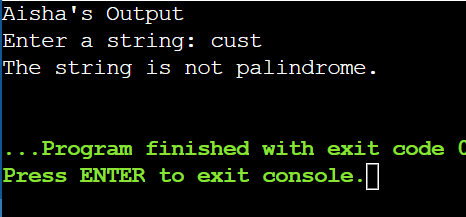 Aisha's Output
Enter a string: cust
The string is not palindrome.
...Program finished with exit code 0
Press ENTER to exit console.